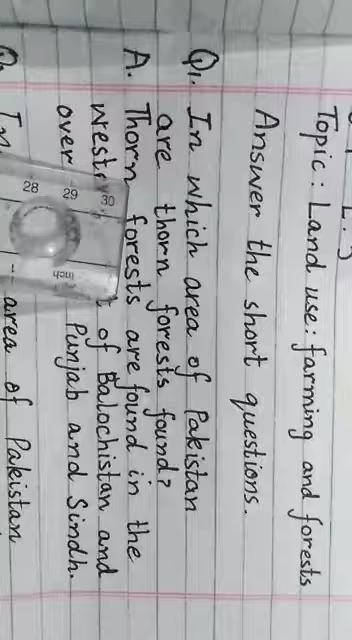 Topic: Land use: farming and forests
Answer the short questions.
Q1. In which area of Pakistan
are thorn forests found?
A. Thorn forests are found in the
of Balochistan and
over Punjab and Sindh.
area of Pakistan
28 29 30
inch